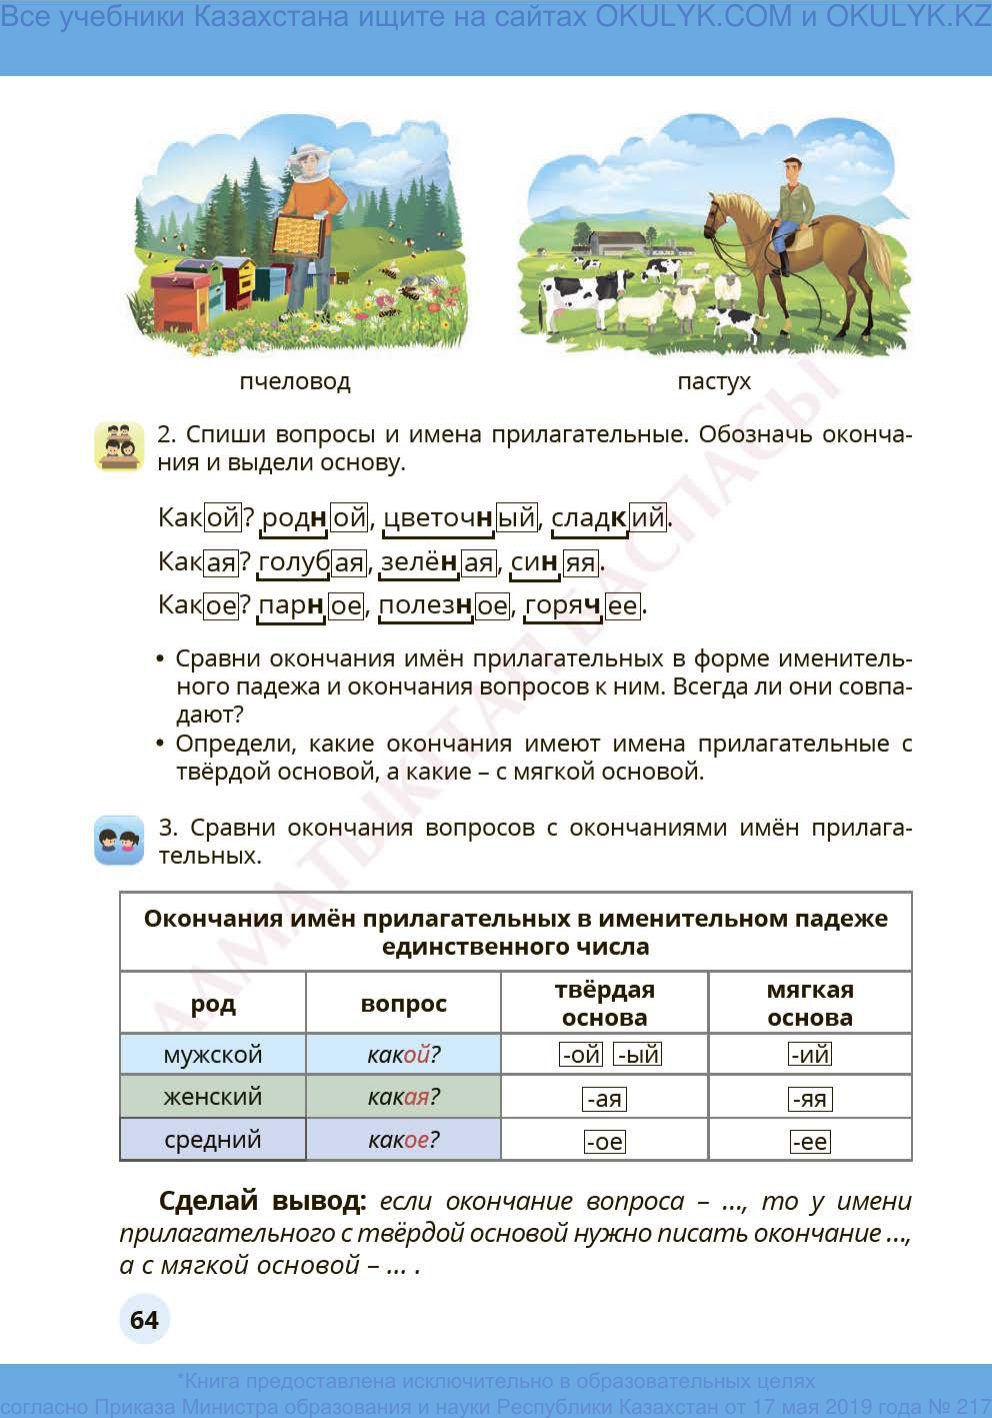 Все учебники Казахстана ищите на сайтах OKULYK.COM и OKULYK.KZ
пчеловод
пастух
2. Спиши вопросы и имена прилагательные. Обозначь оконча-
ния и выдели основу.
Какой? родной, цветочный, сладкий.
Какая? голубая, зелёная, синяя.
Какое? парное, полезное, горячее.
• Сравни окончания имён прилагательных в форме именитель-
ного падежа и окончания вопросов к ним. Всегда ли они совпа-
дают?
• Определи, какие окончания имеют имена прилагательные с
твёрдой основой, а какие – с мягкой основой.
3. Сравни окончания вопросов с окончаниями имён прилага-
тельных.
Окончания имён прилагательных в именительном падеже
единственного числа
род вопрос твёрдая основа мягкая основа
мужской какой? -ой -ый -ий
женский какая? -ая -яя
средний какое? -ое -ее
Сделай вывод: если окончание вопроса – ..., то у имени
прилагательного с твёрдой основой нужно писать окончание ...,
а с мягкой основой – ... .
64
*Книга предоставлена исключительно в образовательных целях
согласно Приказа Министра образования и науки Республики Казахстан от 17 мая 2019 года № 217
АЛМАТЫКІТАП БАСПАСЫ